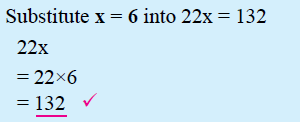 Substitute x = 6 into 22x = 132
22x
= 22×6
= 132 ✓